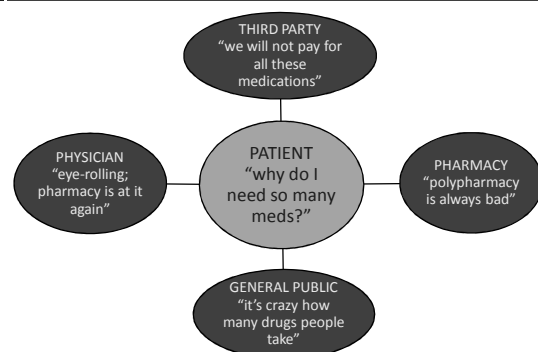 THIRD PARTY
“we will not pay for
all these
medications”
PHYSICIAN
“eye-rolling;
pharmacy is at it
again”
PATIENT
“why do I
need so many
meds?”
PHARMACY
“polypharmacy
is always bad”
GENERAL PUBLIC
“it’s crazy how
many drugs people
take”